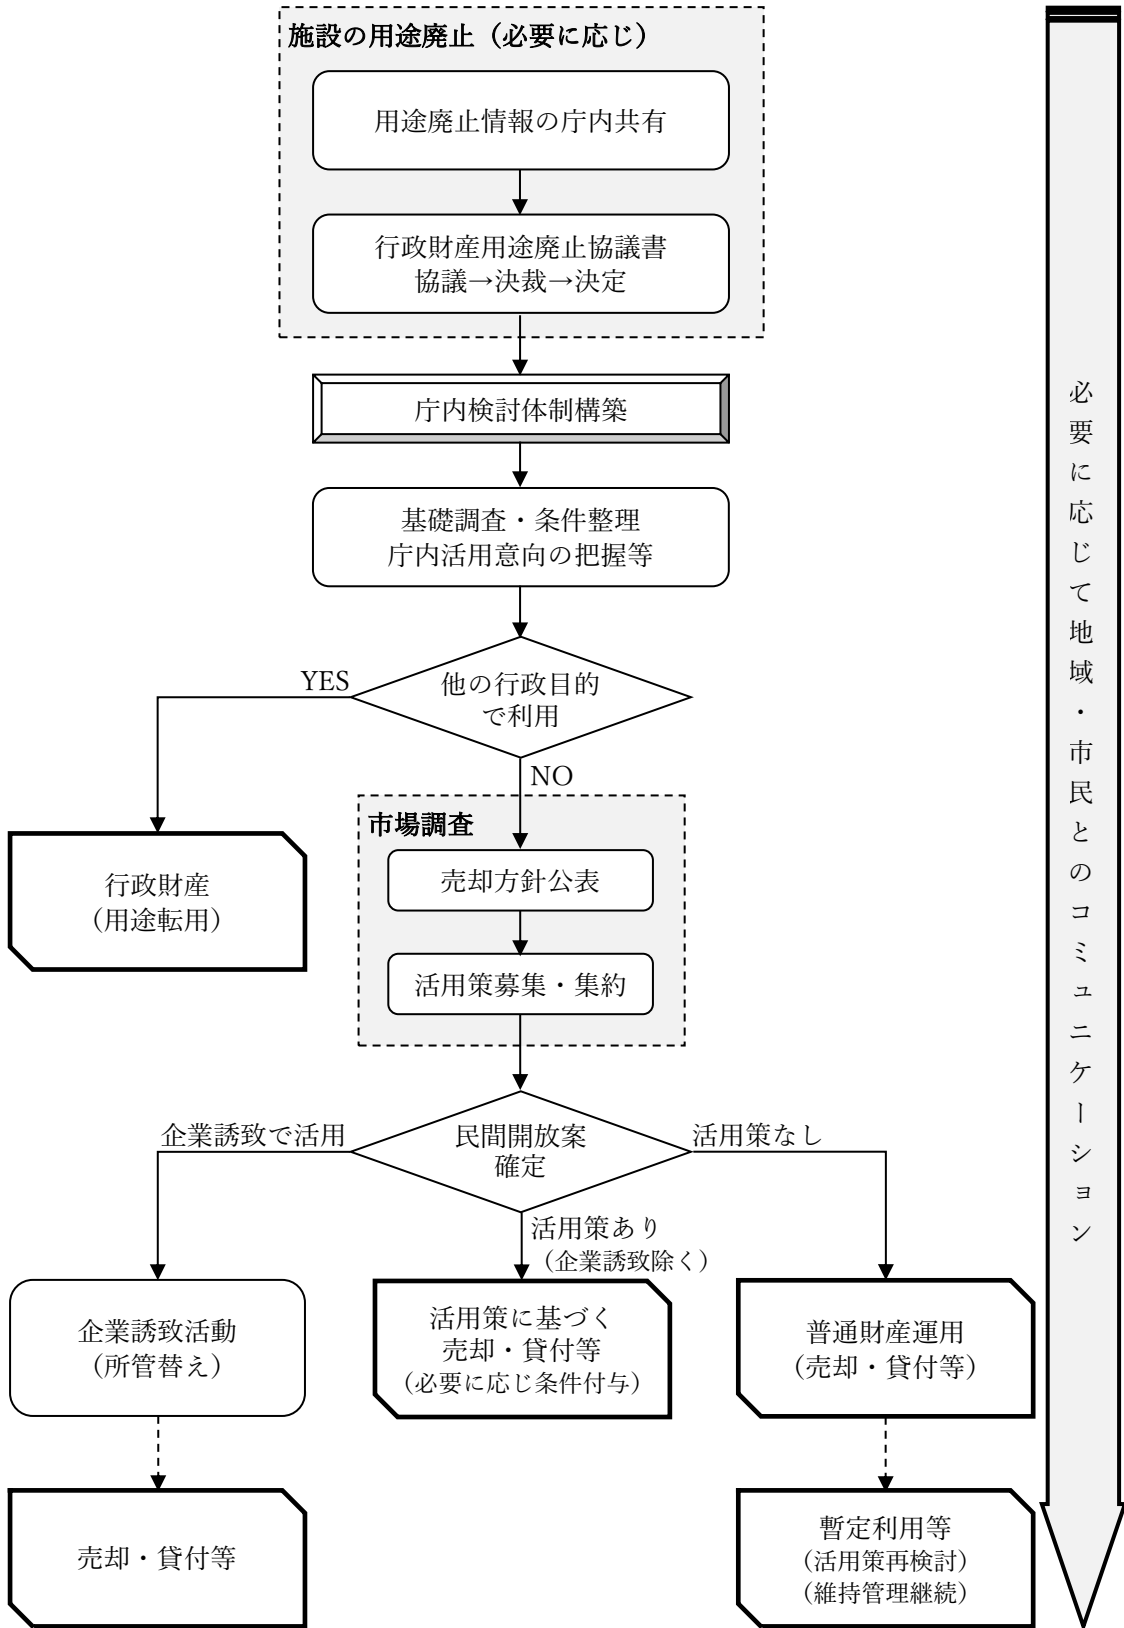 施設の用途廃止（必要に応じ）
用途廃止情報の庁内共有
行政財産用途廃止協議書
協議→決裁→決定
庁内検討体制構築
基礎調査・条件整理
庁内活用意向の把握等
他の行政目的
で利用
YES
NO
行政財産
（用途転用）
市場調査
売却方針公表
活用策募集・集約
民間開放案
確定
企業誘致で活用
活用策なし
活用策あり
（企業誘致除く）
企業誘致活動
（所管替え）
活用策に基づく
売却・貸付等
（必要に応じ条件付与）
普通財産運用
（売却・貸付等）
売却・貸付等
暫定利用等
（活用策再検討）
（維持管理継続）
必要に応じて地域・市民とのコミュニケーション